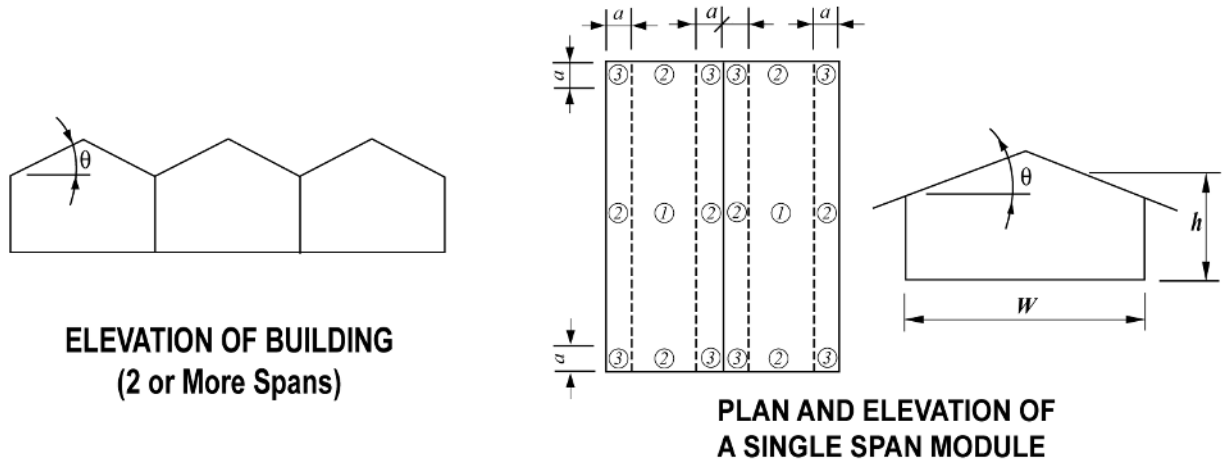 a a a
a
3 2 3 3 2 3
2 1 2 2 1 2
a
3 2 3 3 2 3
θ
θ
h
W
ELEVATION OF BUILDING
(2 or More Spans)
PLAN AND ELEVATION OF
A SINGLE SPAN MODULE